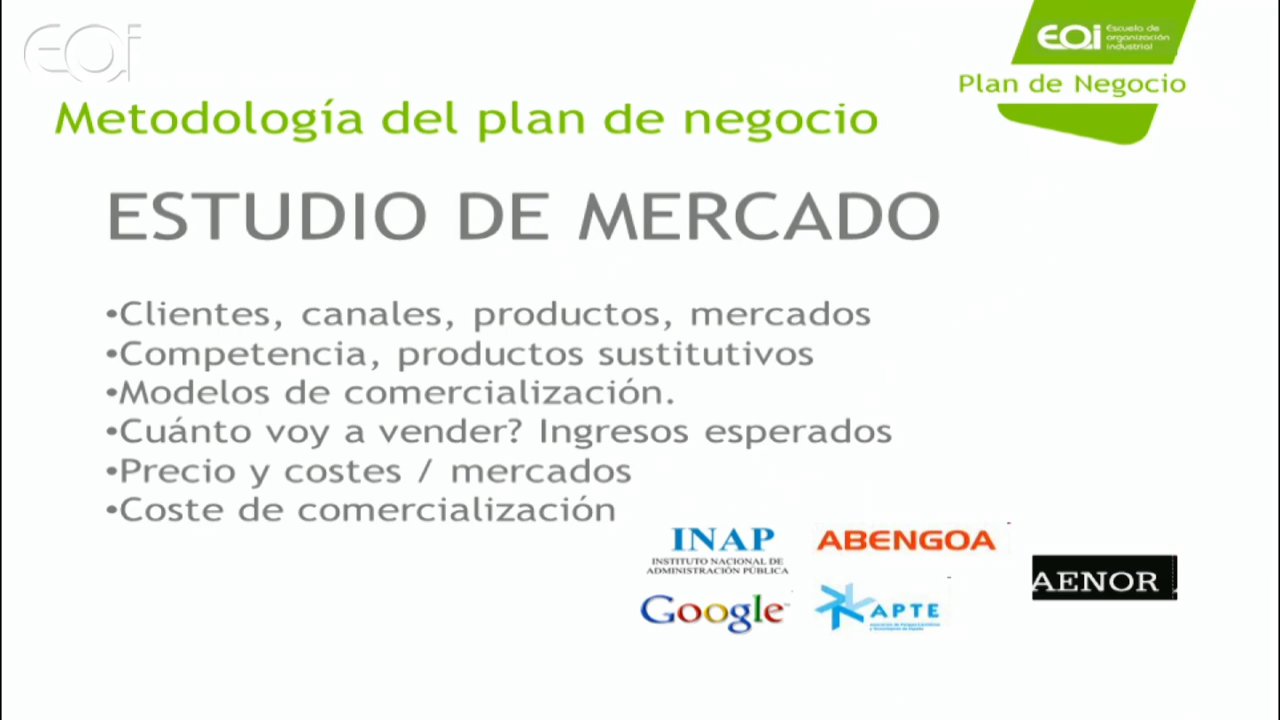 EOi
EOi Escuela de
organización
industrial
Plan de Negocio
Metodología del plan de negocio
ESTUDIO DE MERCADO
•Clientes, canales, productos, mercados
•Competencia, productos sustitutivos
•Modelos de comercialización.
•Cuánto voy a vender? Ingresos esperados
•Precio y costes / mercados
•Coste de comercialización
INAP
INSTITUTO NACIONAL DE
ADMINISTRACIÓN PÚBLICA
ABENGOA
AENOR
Google™
APTE